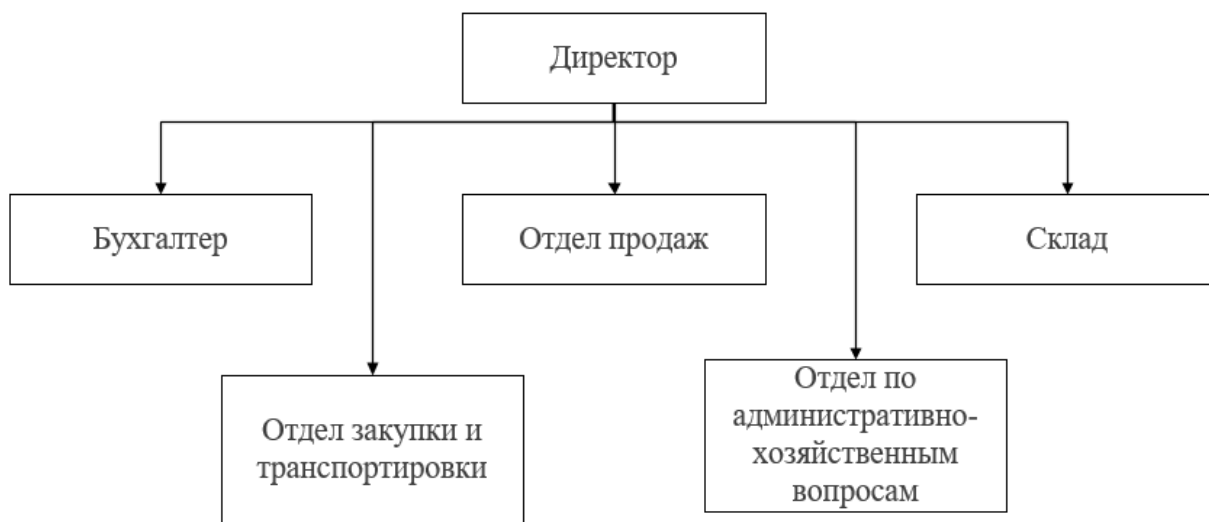 Директор
Бухгалтер
Отдел продаж
Склад
Отдел закупки и
транспортировки
Отдел по
административно-
хозяйственным
вопросам